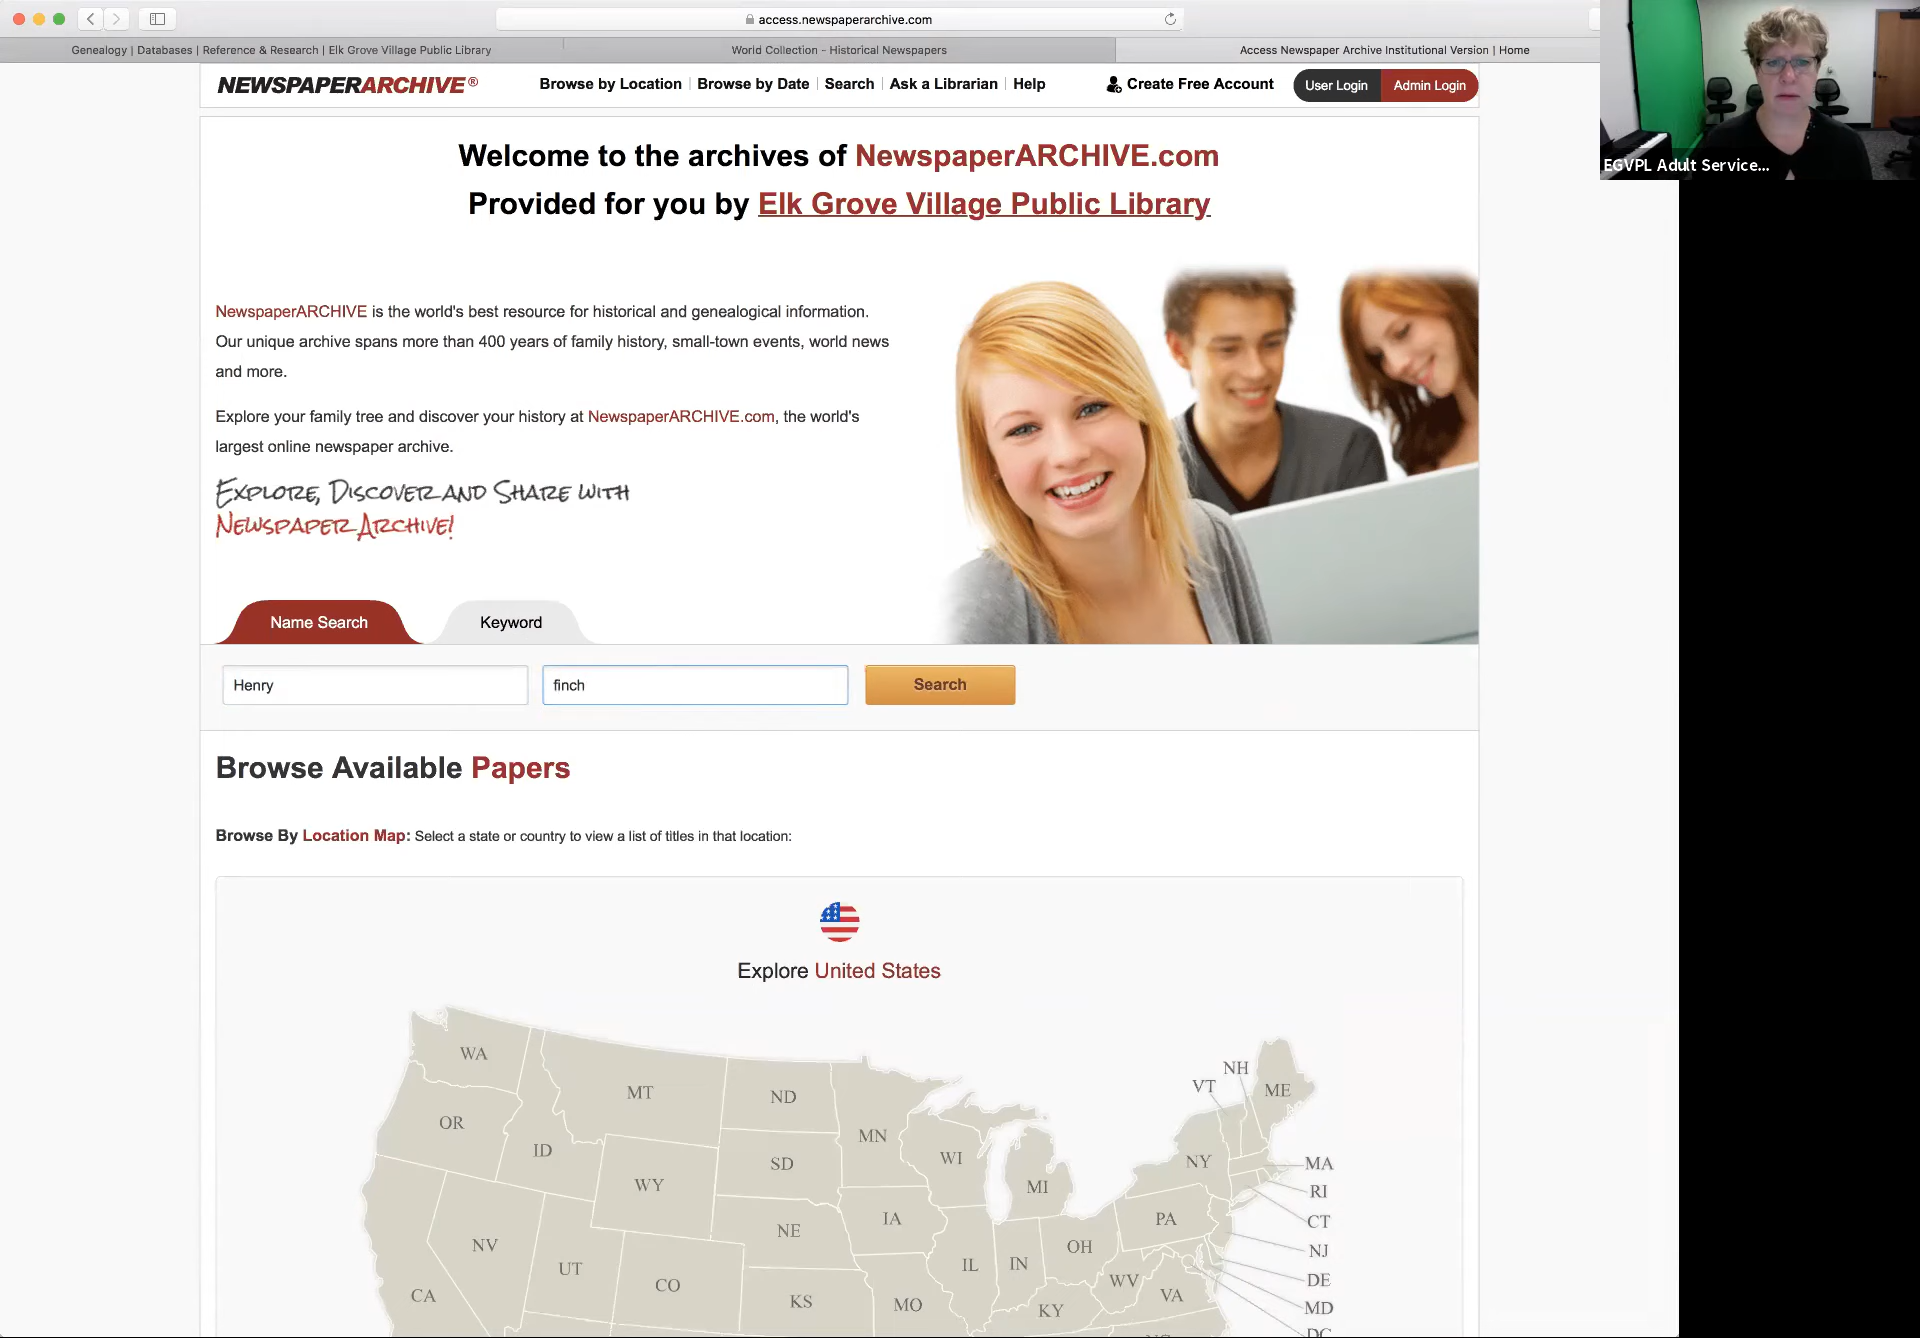 access.newspaperarchive.com
Genealogy | Databases | Reference & Research | Elk Grove Village Public Library
World Collection - Historical Newspapers
Access Newspaper Archive Institutional Version | Home
NEWSPAPERARCHIVE®
Browse by Location | Browse by Date | Search | Ask a Librarian | Help
Create Free Account
User Login
Admin Login
EGVPL Adult Service...
Welcome to the archives of NewspaperARCHIVE.com
Provided for you by Elk Grove Village Public Library
NewspaperARCHIVE is the world's best resource for historical and genealogical information.
Our unique archive spans more than 400 years of family history, small-town events, world news
and more.
Explore your family tree and discover your history at NewspaperARCHIVE.com, the world's
largest online newspaper archive.
Explore, Discover and Share with
Newspaper Archive!
Name Search
Keyword
Henry
finch
Search
Browse Available Papers
Browse By Location Map: Select a state or country to view a list of titles in that location:
Explore United States
WA
MT
ND
MN
OR
ID
SD
WI
WY
MI
NY
VT
NH
ME
MA
RI
CT
NJ
DE
MD
DC
NE
IA
PA
NV
UT
CO
IL
IN
OH
WV
VA
CA
KS
MO
KY